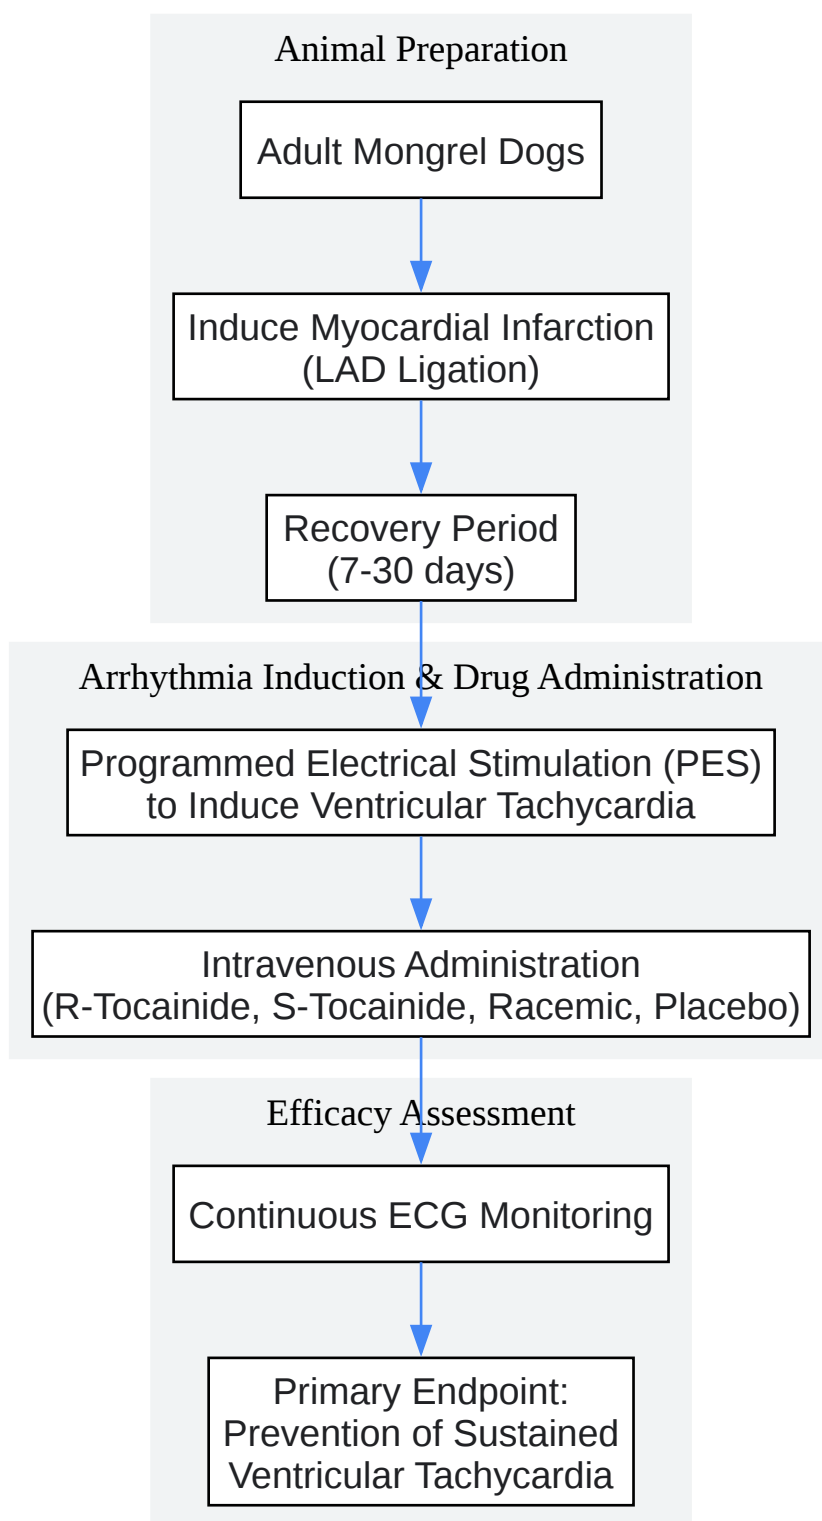 Animal Preparation
Adult Mongrel Dogs
Induce Myocardial Infarction
(LAD Ligation)
Recovery Period
(7-30 days)
Arrhythmia Induction & Drug Administration
Programmed Electrical Stimulation (PES)
to Induce Ventricular Tachycardia
Intravenous Administration
(R-Tocainide, S-Tocainide, Racemic, Placebo)
Efficacy Assessment
Continuous ECG Monitoring
Primary Endpoint:
Prevention of Sustained
Ventricular Tachycardia